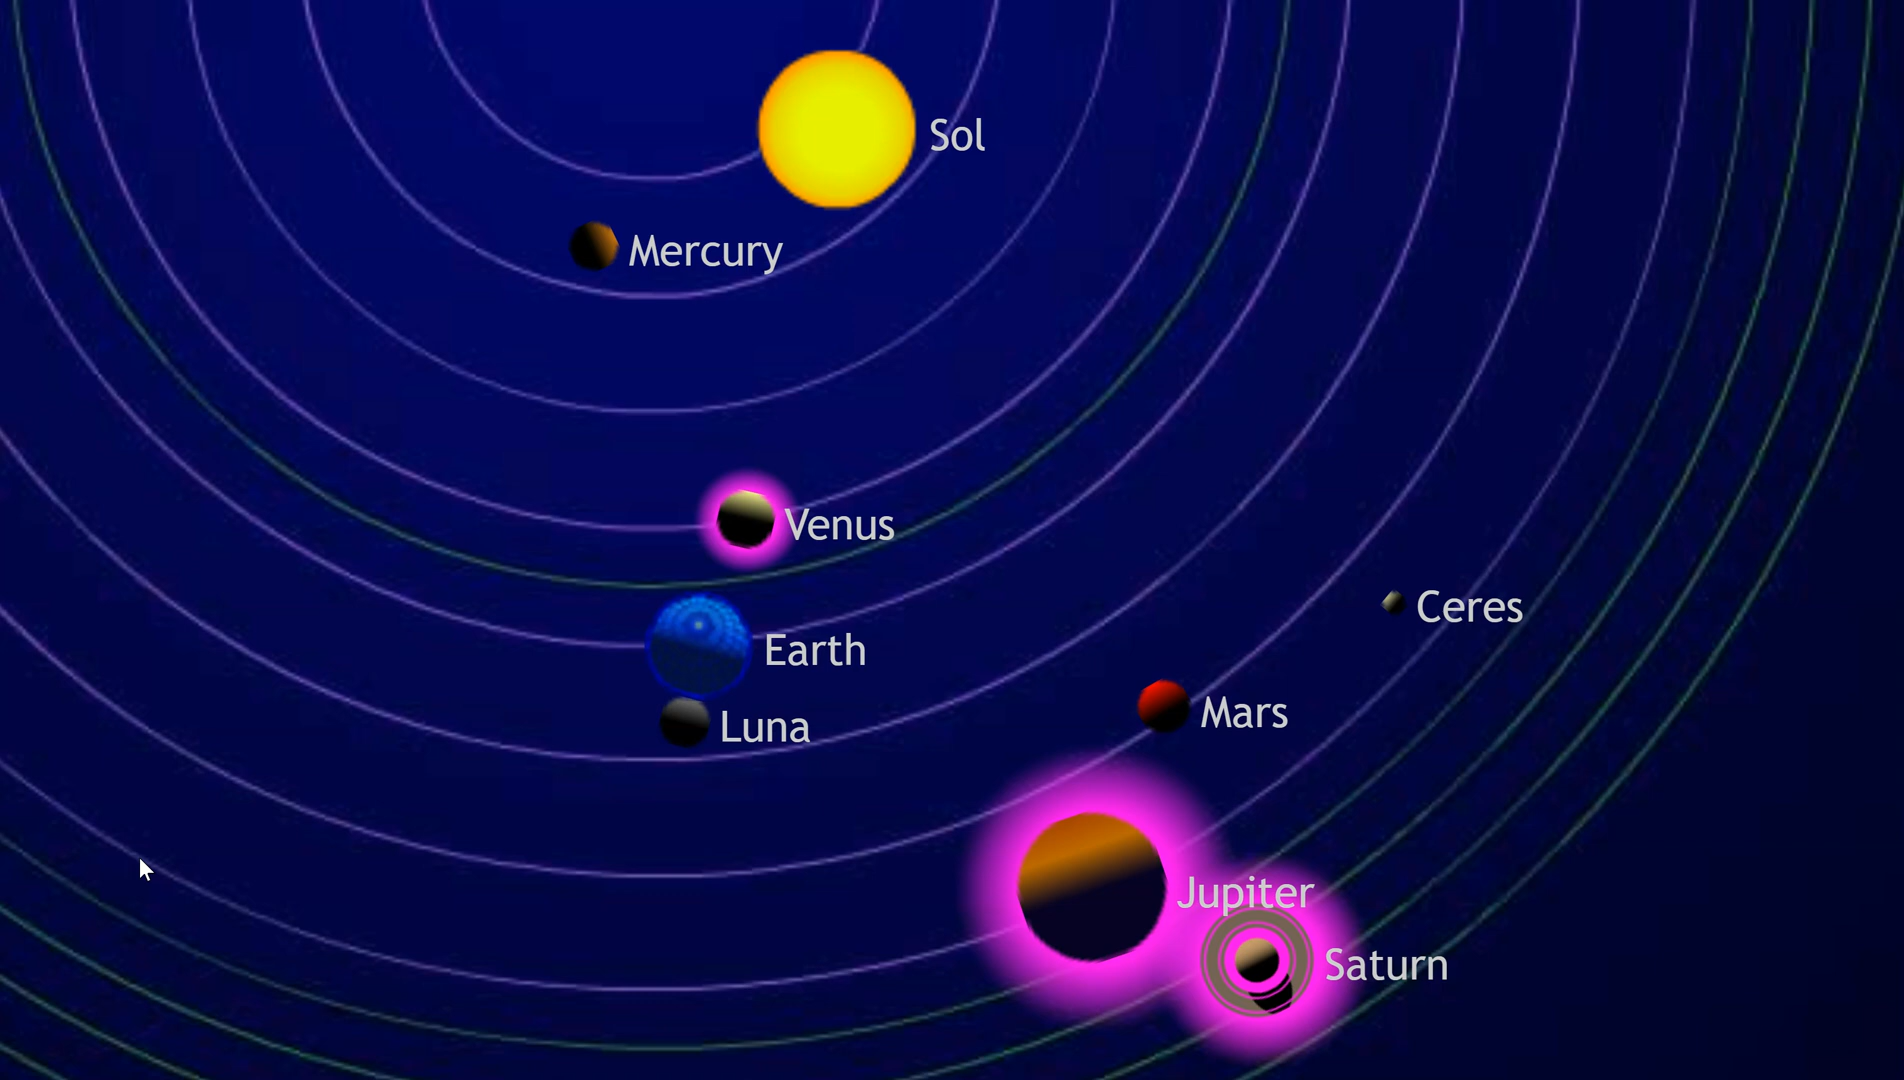 Sol
Mercury
Venus
Ceres
Earth
Mars
Luna
Jupiter
Saturn